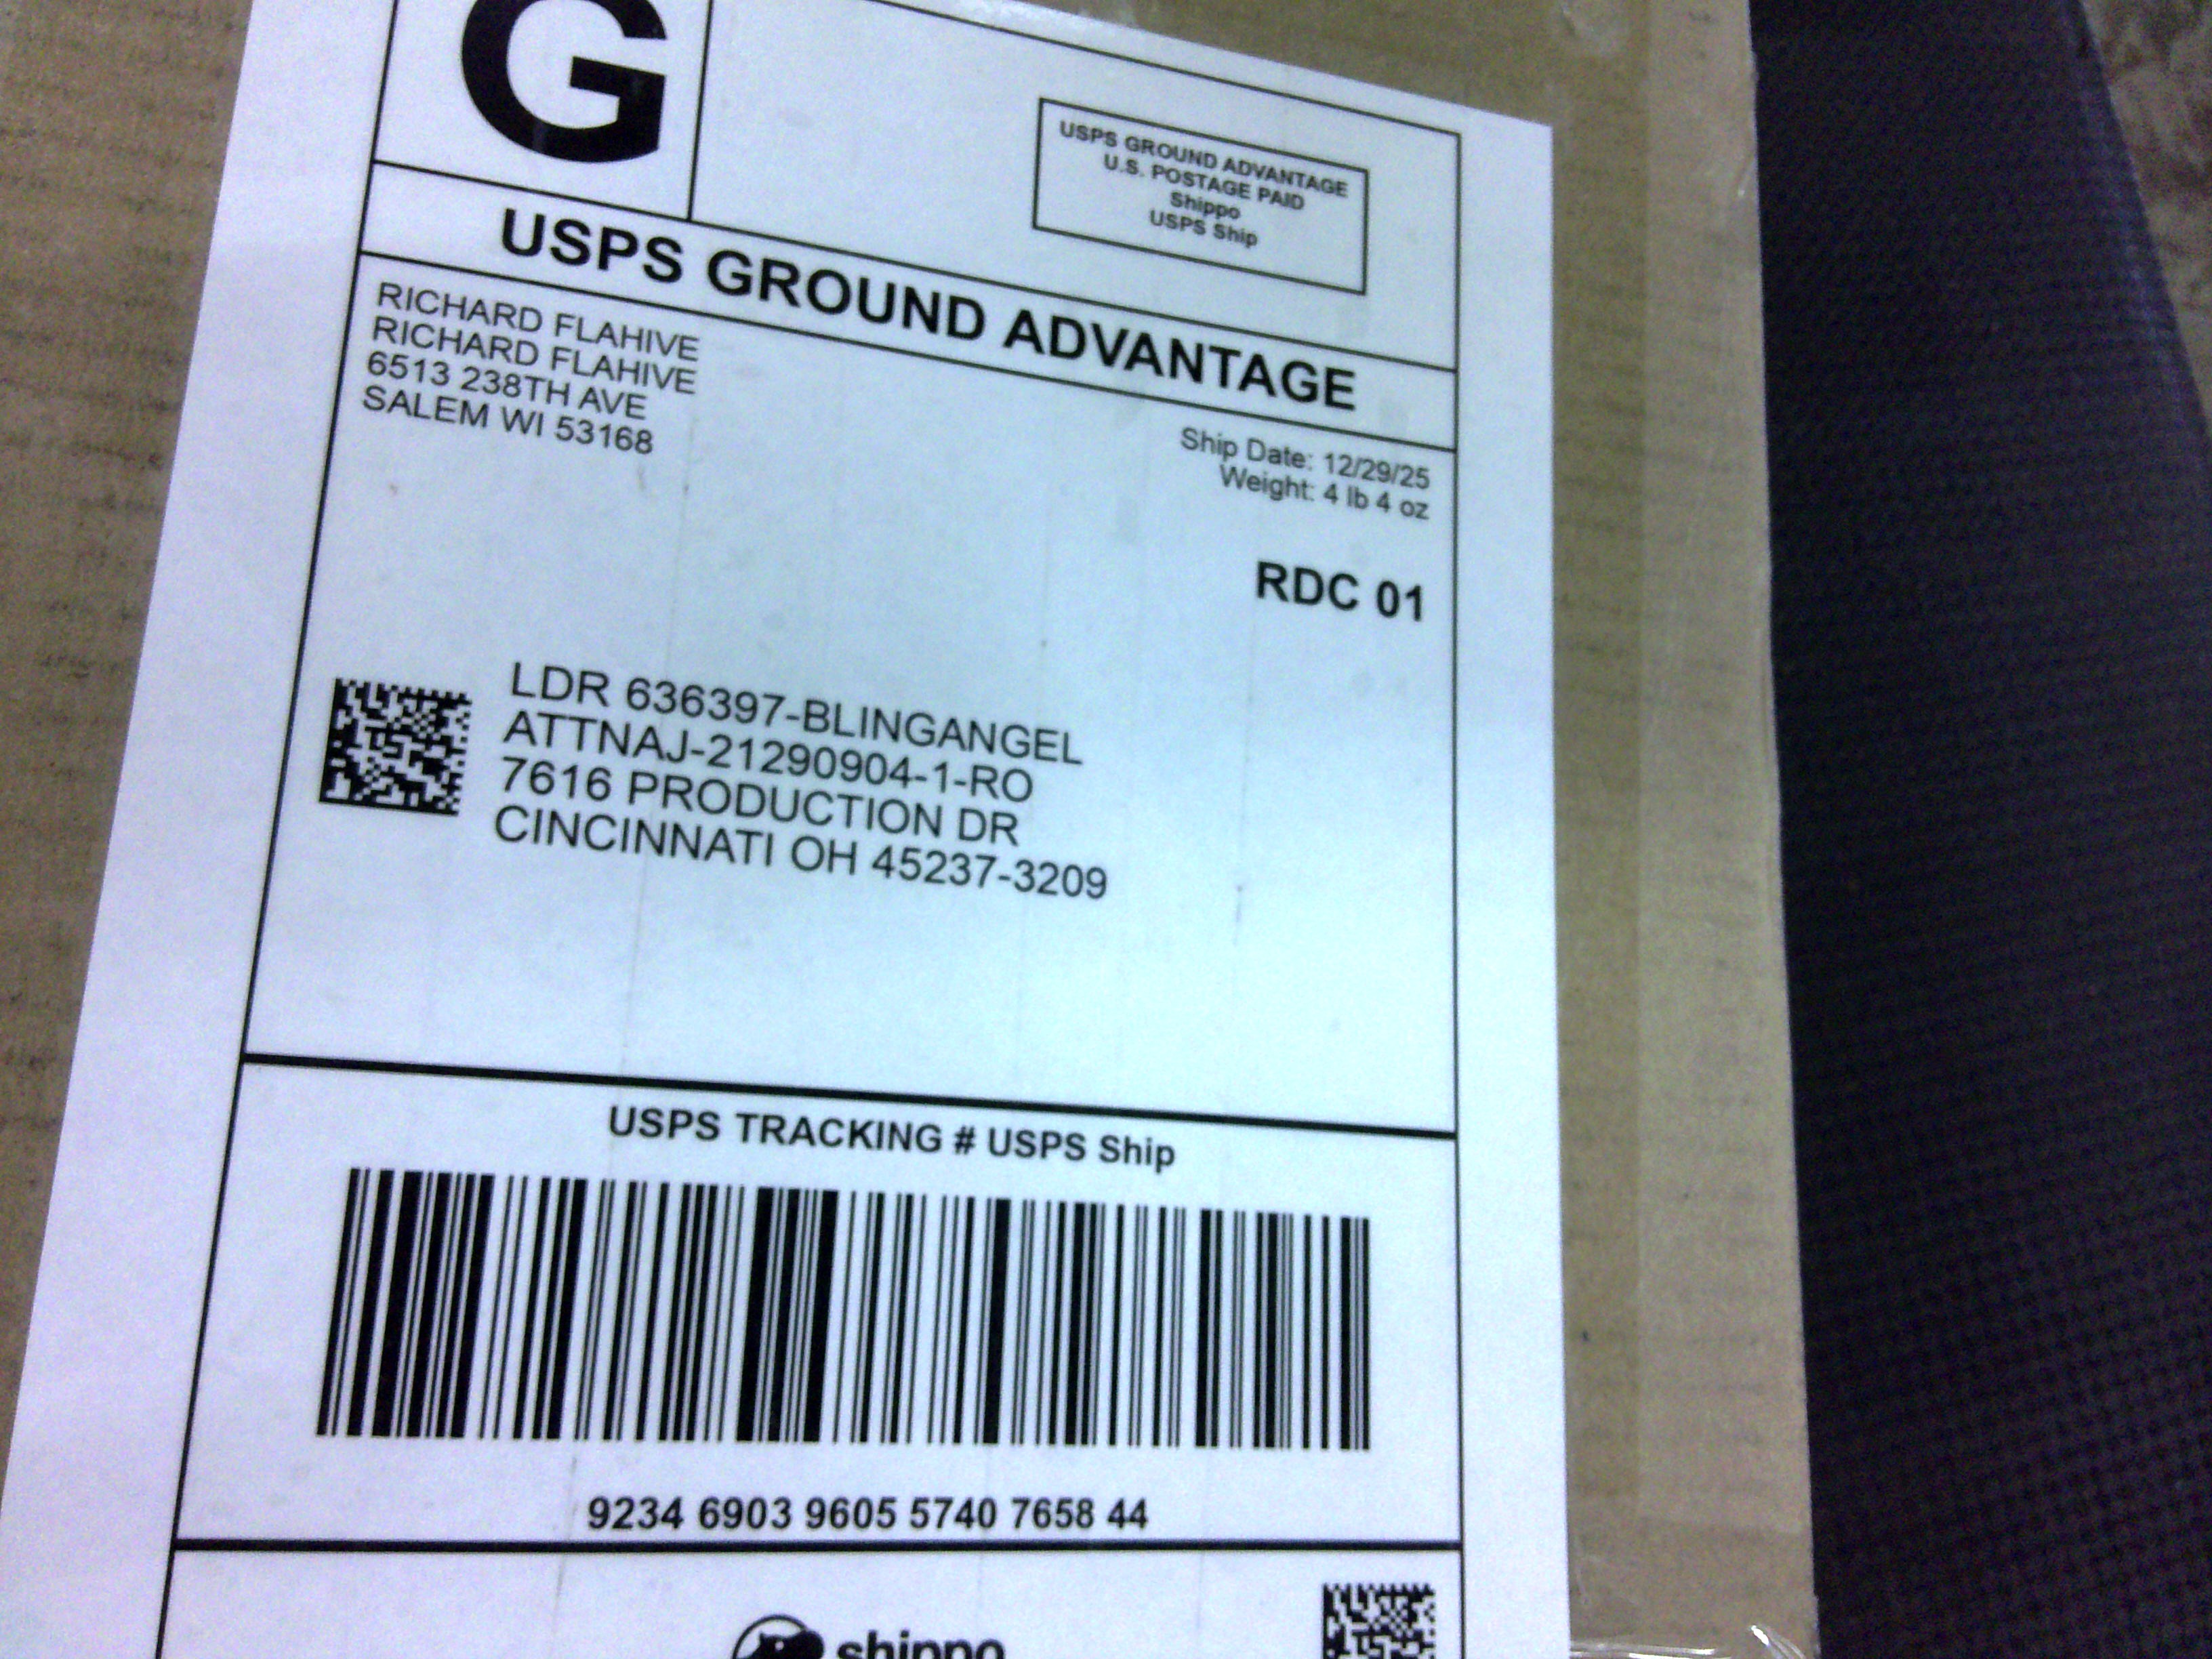 G
USPS GROUND ADVANTAGE
U.S. POSTAGE PAID
Shippo
USPS Ship
USPS GROUND ADVANTAGE
RICHARD FLAHIVE
RICHARD FLAHIVE
6513 238TH AVE
SALEM WI 53168
Ship Date: 12/29/25
Weight: 4 lb 4 oz
RDC 01
LDR 636397-BLINGANGEL
ATTNAJ-21290904-1-RO
7616 PRODUCTION DR
CINCINNATI OH 45237-3209
USPS TRACKING # USPS Ship
9234 6903 9605 5740 7658 44
shippo